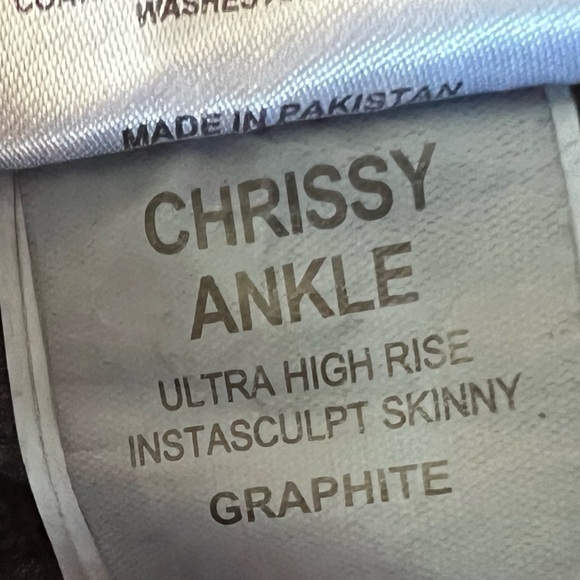 MADE IN PAKISTAN
CHRISSY
ANKLE
ULTRA HIGH RISE
INSTASCULPT SKINNY
GRAPHITE